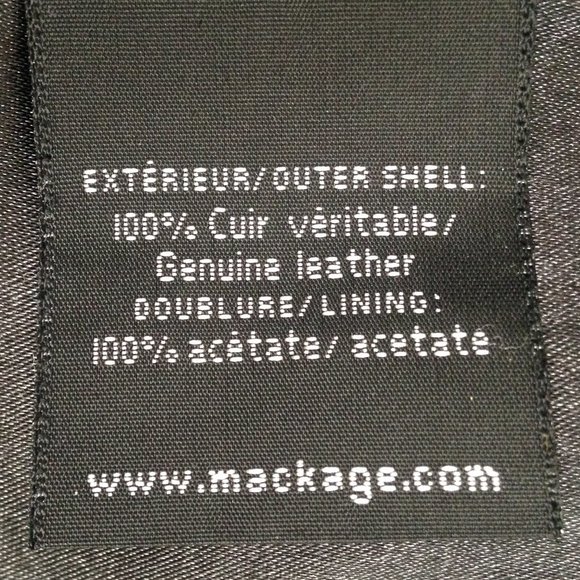 EXTÉRIEUR/OUTER SHELL:
100% Cuir véritable/
Genuine leather
DOUBLURE/LINING:
100% acétate/ acetate
www.mackage.com